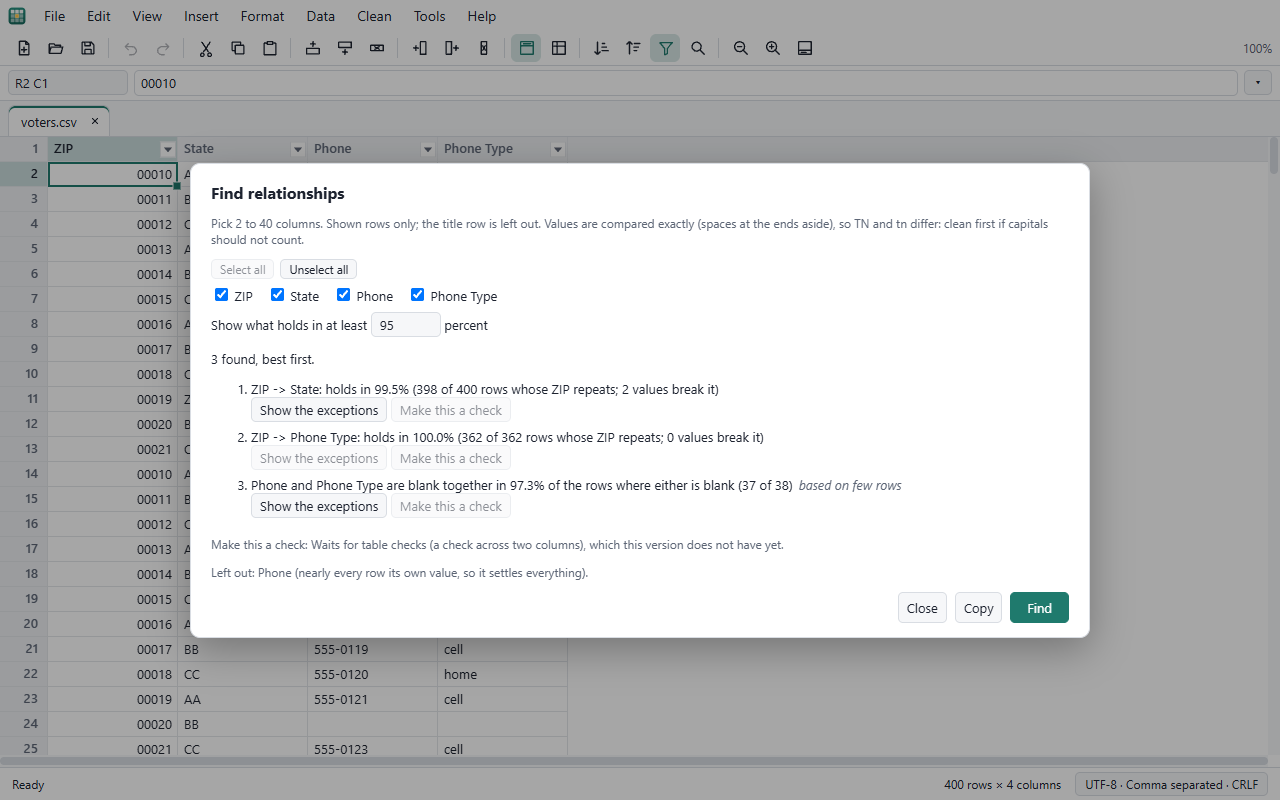 File Edit View Insert Format Data Clean Tools Help
100%
R2 C1 00010
voters.csv ×
1 ZIP State Phone Phone Type
2 00010 A
3 00011 B
4 00012 C
5 00013 A
6 00014 B
7 00015 C
8 00016 A
9 00017 B
10 00018 C
11 00019 Z
12 00020 B
13 00021 C
14 00010 A
15 00011 B
16 00012 C
17 00013 A
18 00014 B
19 00015 C
20 00016 A
21 00017 BB 555-0119 cell
22 00018 CC 555-0120 home
23 00019 AA 555-0121 cell
24 00020 BB
25 00021 CC 555-0123 cell
Find relationships
Pick 2 to 40 columns. Shown rows only; the title row is left out. Values are compared exactly (spaces at the ends aside), so TN and tn differ: clean first if capitals
should not count.
Select all Unselect all
ZIP State Phone Phone Type
Show what holds in at least 95 percent
3 found, best first.
1. ZIP -> State: holds in 99.5% (398 of 400 rows whose ZIP repeats; 2 values break it)
Show the exceptions Make this a check
2. ZIP -> Phone Type: holds in 100.0% (362 of 362 rows whose ZIP repeats; 0 values break it)
Show the exceptions Make this a check
3. Phone and Phone Type are blank together in 97.3% of the rows where either is blank (37 of 38) based on few rows
Show the exceptions Make this a check
Make this a check: Waits for table checks (a check across two columns), which this version does not have yet.
Left out: Phone (nearly every row its own value, so it settles everything).
Close Copy Find
Ready 400 rows × 4 columns UTF-8 · Comma separated · CRLF